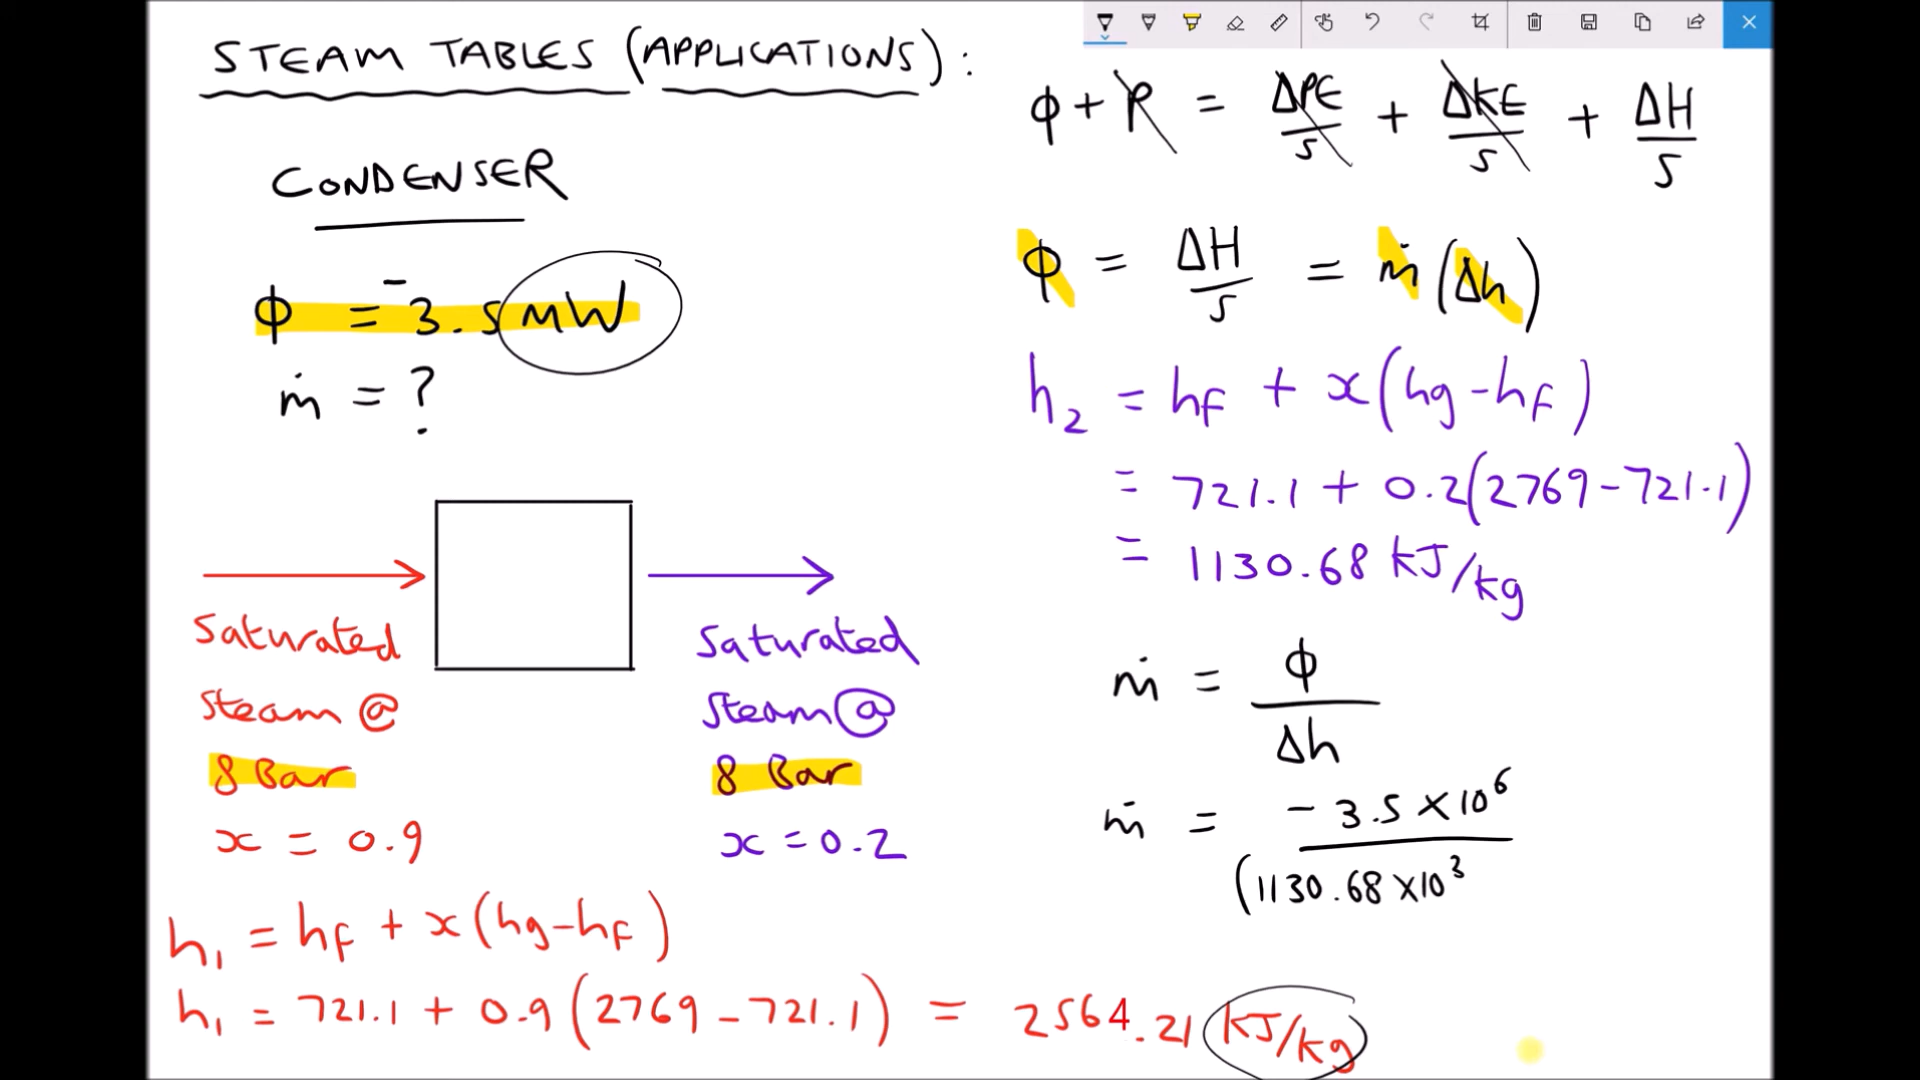 STEAM TABLES (APPLICATIONS):
CONDENSER
ϕ = -3.5 MW
ṁ = ?
Saturated
Steam @
8 Bar
x = 0.9
Saturated
Steam @
8 Bar
x = 0.2
h₁ = hf + x(hg-hf)
h₁ = 721.1 + 0.9(2769-721.1) = 2564.21 kJ/kg
ϕ + P = ΔPE/s + ΔKE/s + ΔH/s
ϕ = ΔH/s = ṁ(Δh)
h₂ = hf + x(hg-hf)
= 721.1 + 0.2(2769-721.1)
= 1130.68 kJ/kg
ṁ = ϕ/Δh
ṁ = -3.5×10⁶
(1130.68×10³